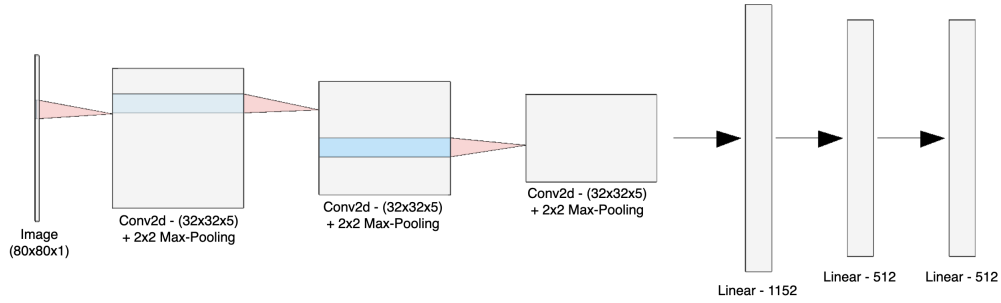 Image
(80x80x1)
Conv2d - (32x32x5)
+ 2x2 Max-Pooling
Conv2d - (32x32x5)
+ 2x2 Max-Pooling
Conv2d - (32x32x5)
+ 2x2 Max-Pooling
Linear - 1152
Linear - 512
Linear - 512